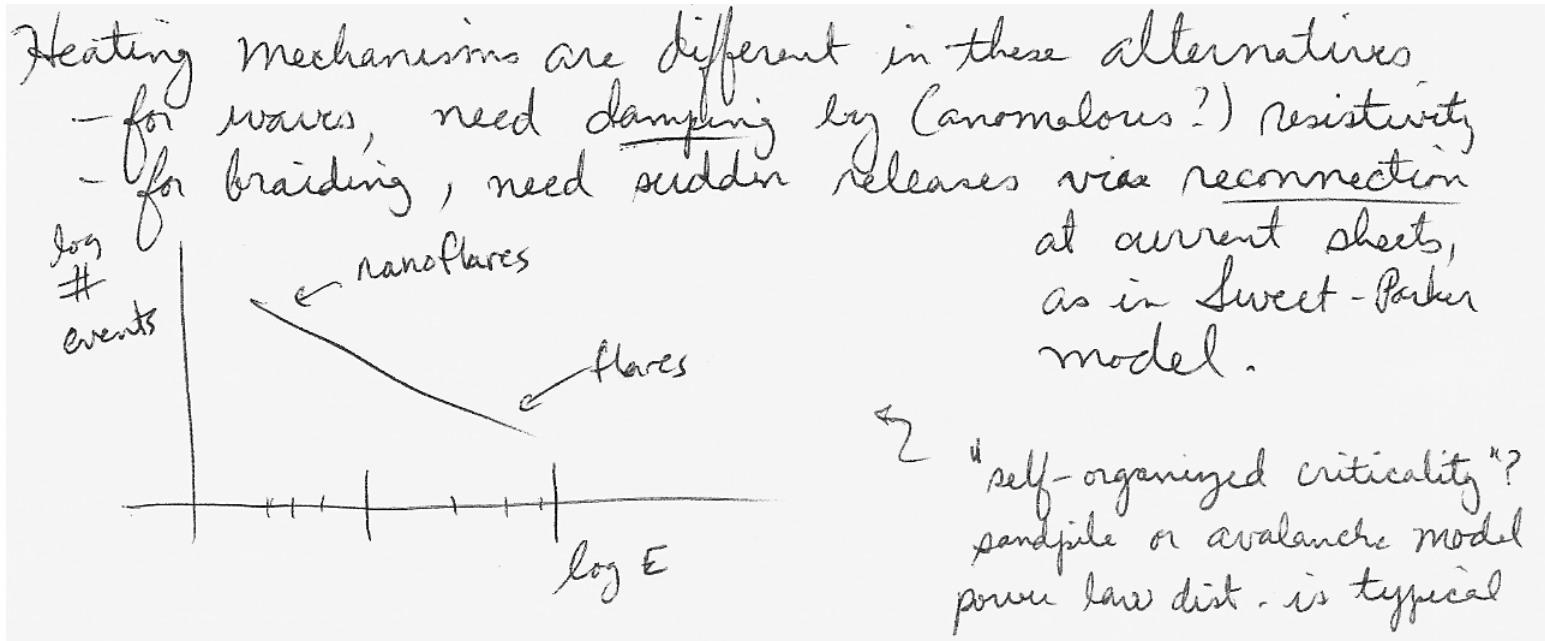 Heating mechanisms are different in these alternatives
- for waves, need damping by (anomalous?) resistivity
- for braiding, need sudden releases via reconnection
at current sheets,
as in Sweet-Parker
model.
log
#
events
nanoflares
flares
log E
"self-organized criticality"?
sandpile or avalanche model
power law dist. is typical